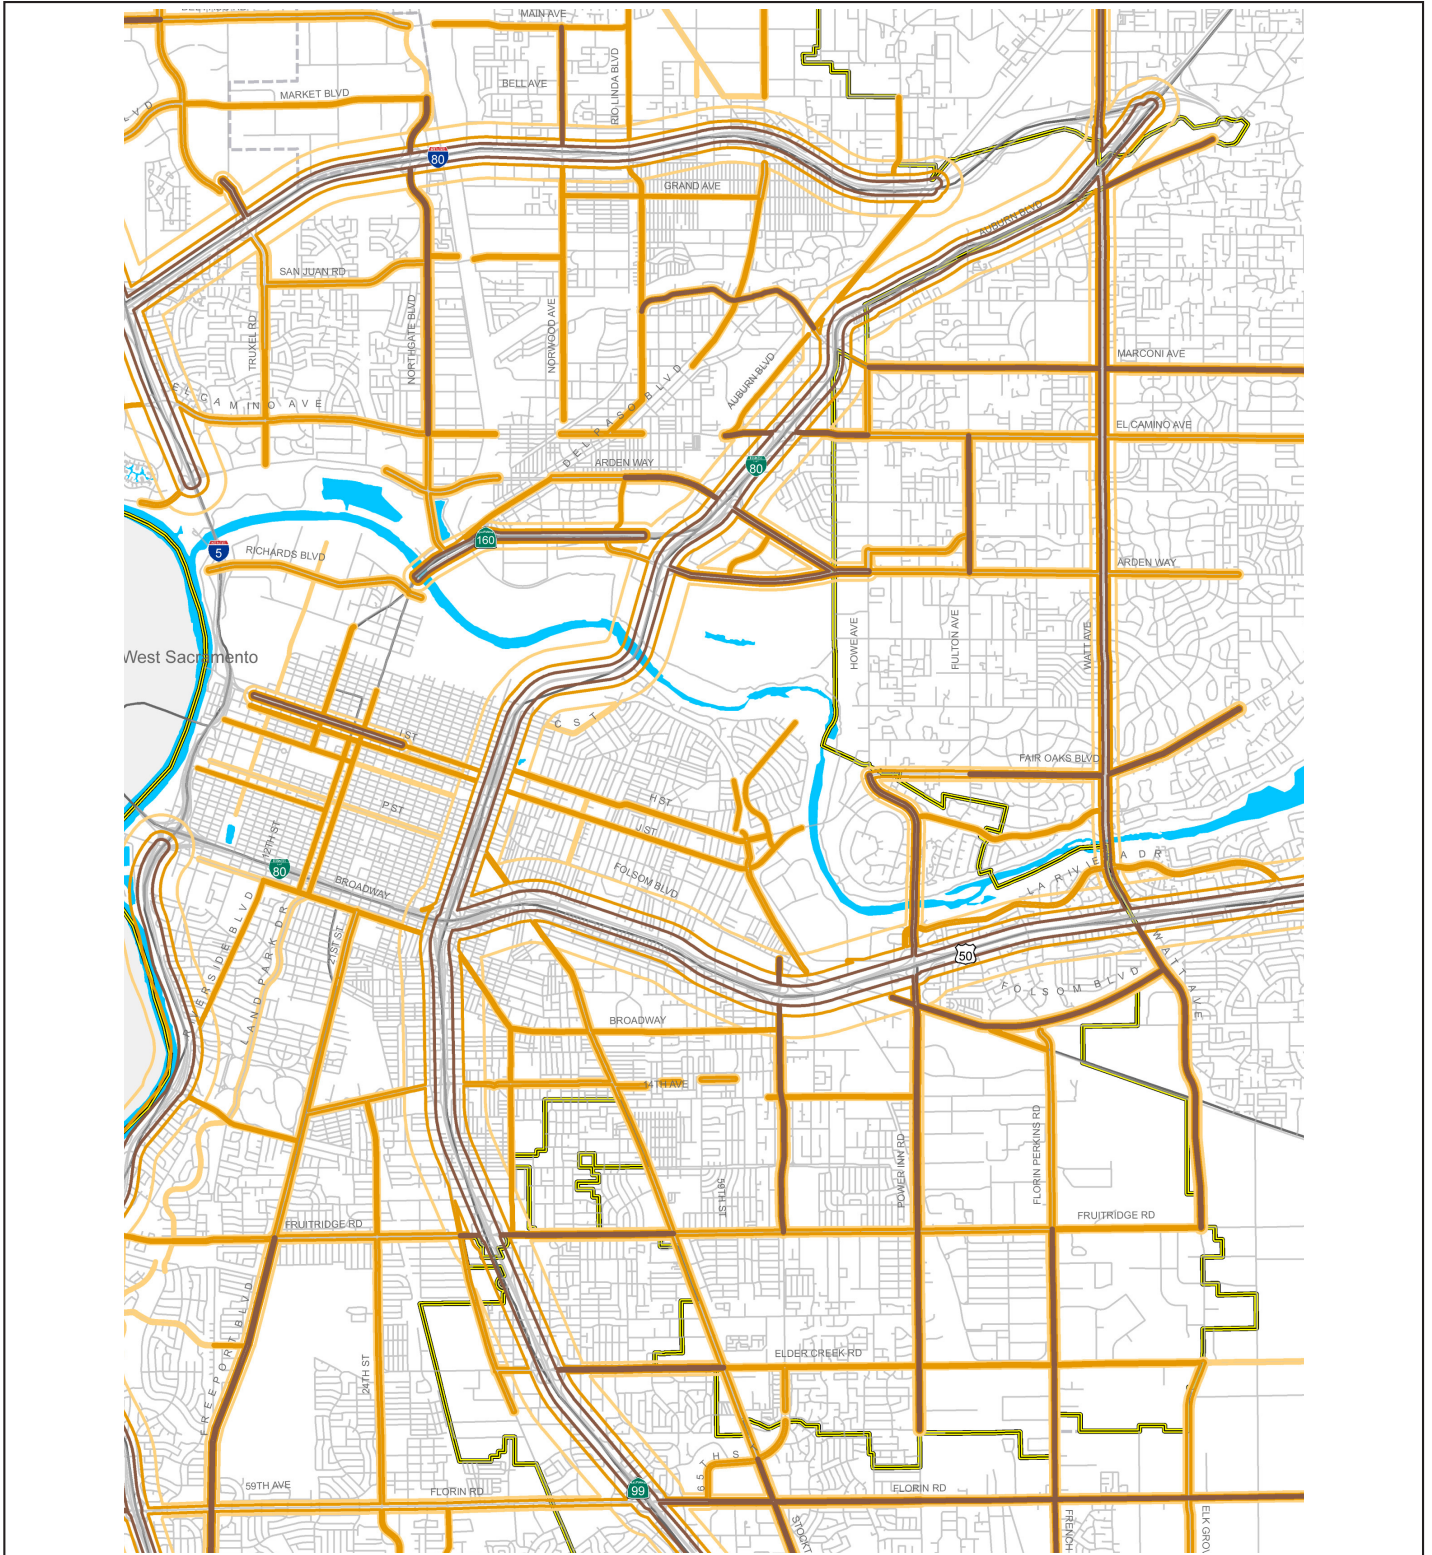 MAIN AVE
BELL AVE
RIO LINDA BLVD
MARKET BLVD
80
GRAND AVE
AUBURN BLVD
SAN JUAN RD
TRUXEL RD
NORTHGATE BLVD
NORWOOD AVE
MARCONI AVE
AUBURN BLVD
DEL PASO BLVD
EL CAMINO AVE
EL CAMINO AVE
ARDEN WAY
80
160
5
RICHARDS BLVD
ARDEN WAY
HOWE AVE
FULTON AVE
WATT AVE
West Sacramento
C ST
I ST
FAIR OAKS BLVD
P ST
H ST
J ST
12TH ST
80
BROADWAY
FOLSOM BLVD
LA RIVIERA DR
RIVERSIDE BLVD
LAND PARK DR
21ST ST
50
WATT AVE
FOLSOM BLVD
BROADWAY
14TH AVE
FLORIN PERKINS RD
POWER INN RD
59TH ST
FRUITRIDGE RD
FRUITRIDGE RD
FREEPORT BLVD
24TH ST
ELDER CREEK RD
65TH ST
59TH AVE
FLORIN RD
99
FLORIN RD
STOCKT
FRENCH
ELK GROV